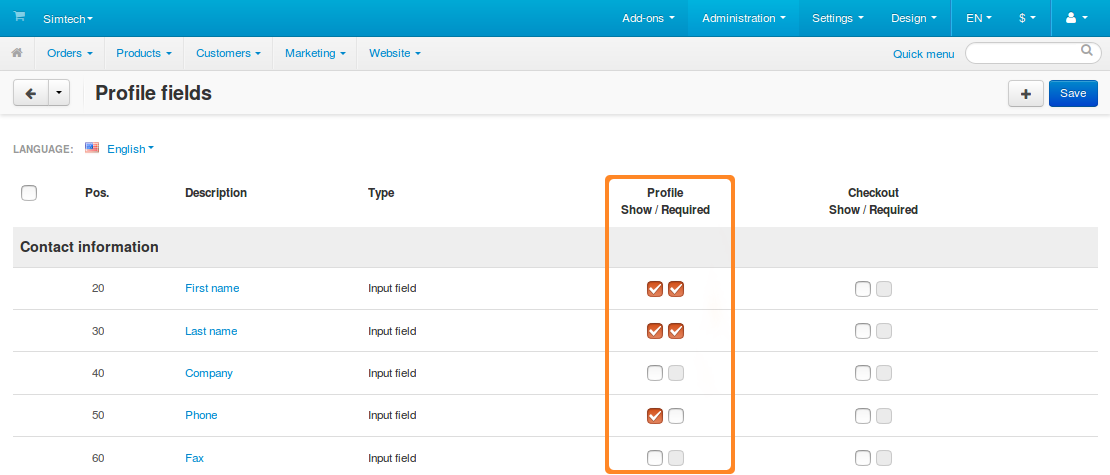 Simtech Add-ons Administration Settings Design EN $
Orders Products Customers Marketing Website Quick menu
Profile fields Save
LANGUAGE: English
Pos. Description Type Profile Checkout
Show / Required Show / Required
Contact information
20 First name Input field
30 Last name Input field
40 Company Input field
50 Phone Input field
60 Fax Input field